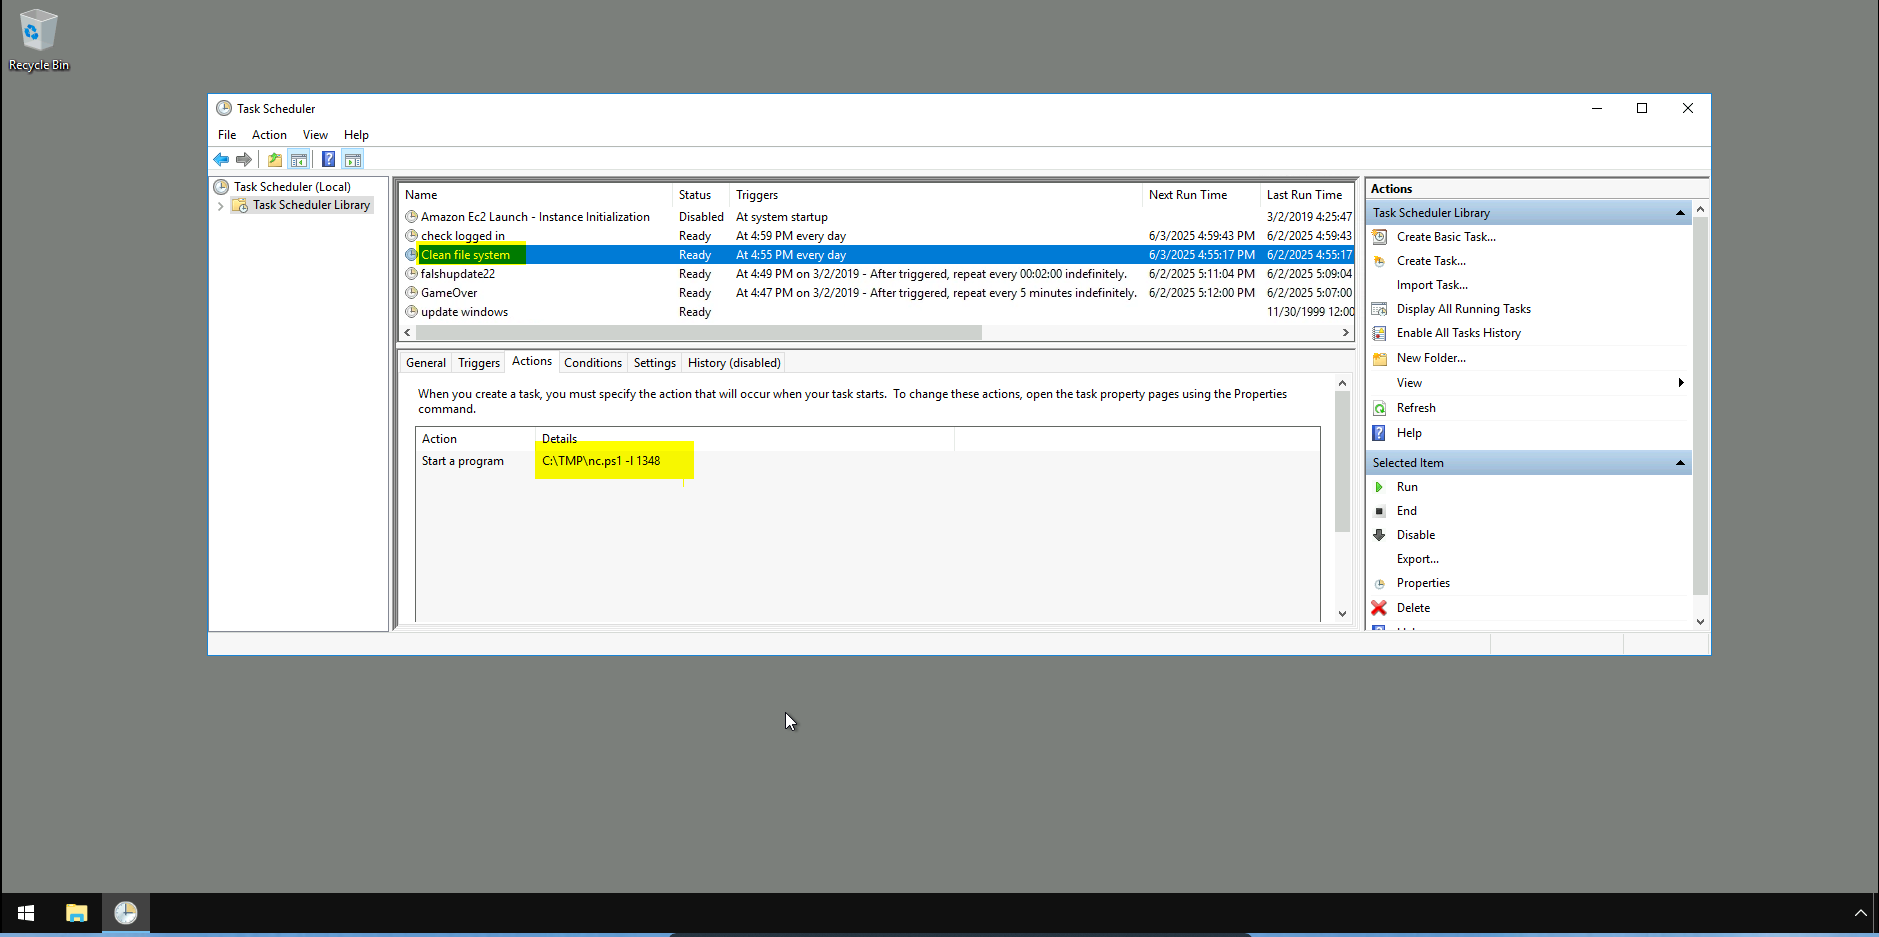 Recycle Bin
Task Scheduler
File Action View Help
Task Scheduler (Local)
Task Scheduler Library
Name Status Triggers Next Run Time Last Run Time
Amazon Ec2 Launch - Instance Initialization Disabled At system startup 3/2/2019 4:25:47
check logged in Ready At 4:59 PM every day 6/3/2025 4:59:43 PM 6/2/2025 4:59:43
Clean file system Ready At 4:55 PM every day 6/3/2025 4:55:17 PM 6/2/2025 4:55:17
falshupdate22 Ready At 4:49 PM on 3/2/2019 - After triggered, repeat every 00:02:00 indefinitely. 6/2/2025 5:11:04 PM 6/2/2025 5:09:04
GameOver Ready At 4:47 PM on 3/2/2019 - After triggered, repeat every 5 minutes indefinitely. 6/2/2025 5:12:00 PM 6/2/2025 5:07:00
update windows Ready 11/30/1999 12:00
General Triggers Actions Conditions Settings History (disabled)
When you create a task, you must specify the action that will occur when your task starts. To change these actions, open the task property pages using the Properties
command.
Action Details
Start a program C:\TMP\nc.ps1 -l 1348
Actions
Task Scheduler Library
Create Basic Task...
Create Task...
Import Task...
Display All Running Tasks
Enable All Tasks History
New Folder...
View
Refresh
Help
Selected Item
Run
End
Disable
Export...
Properties
Delete